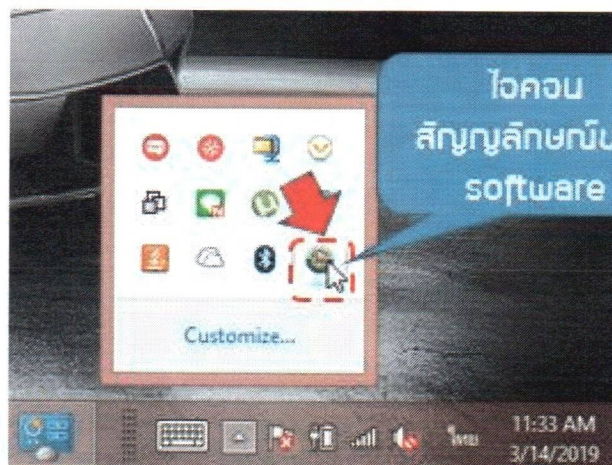 ไอคอน
สัญญลักษณ์
software
Customize...
ไทย
11:33 AM
3/14/2019